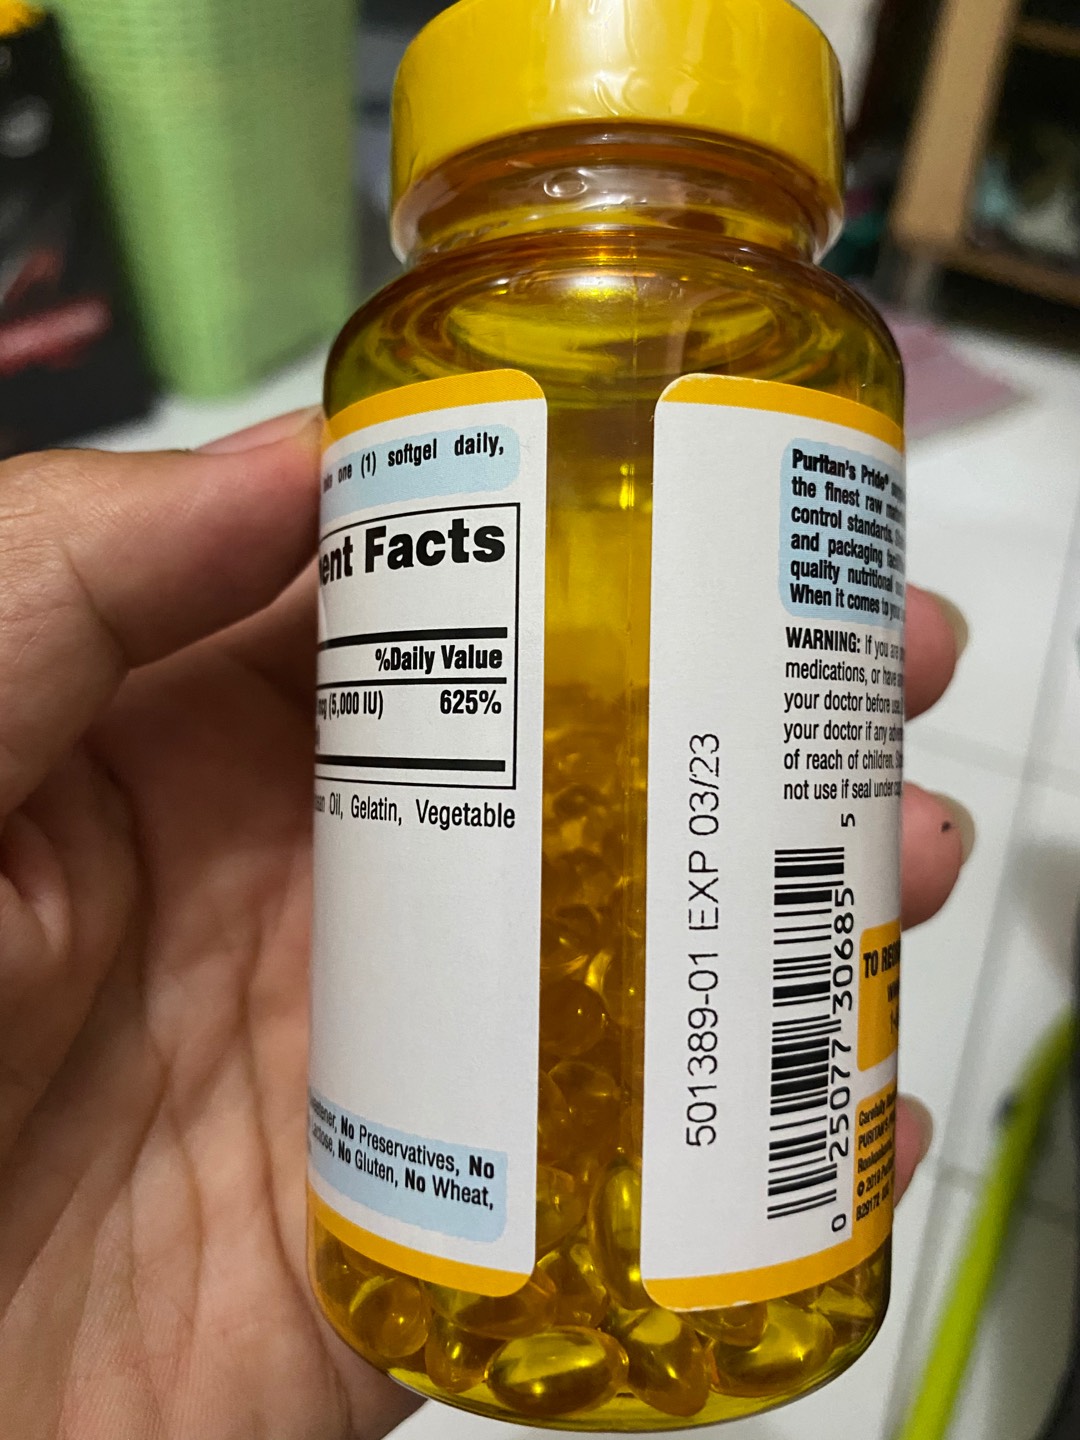 one (1) softgel daily,
Facts
%Daily Value
(5,000 IU) 625%
Oil, Gelatin, Vegetable
No Preservatives, No
No Gluten, No Wheat,
501389-01 EXP 03/23
Puritan's Pride®
the finest raw
control standards.
and packaging
quality nutritional
When it comes to
WARNING: If you are
medications, or have
your doctor before use.
your doctor if any
of reach of children.
not use if seal under
0 25077 30685 5
TO